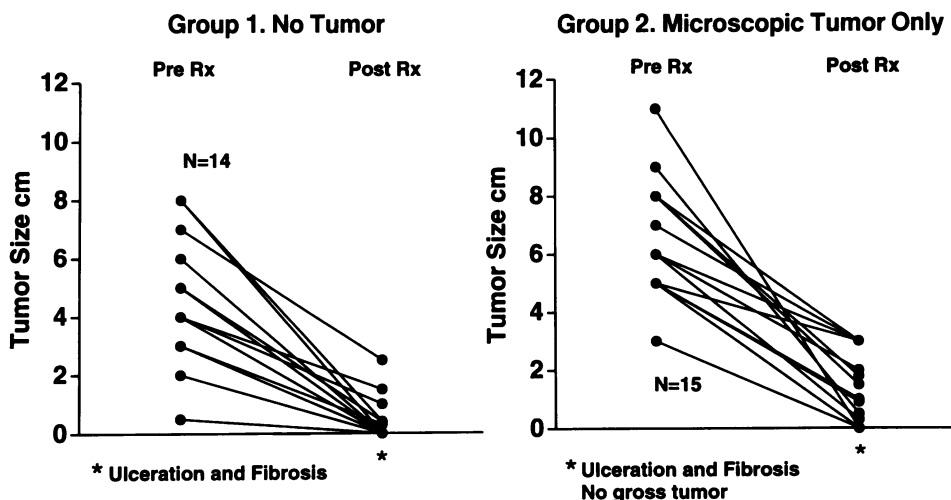 Group 1. No Tumor
Pre Rx
Post Rx
12
10
8
6
4
2
0
Tumor Size cm
N=14
*
* Ulceration and Fibrosis
Group 2. Microscopic Tumor Only
Pre Rx
Post Rx
12
10
8
6
4
2
0
Tumor Size cm
N=15
*
* Ulceration and Fibrosis
No gross tumor